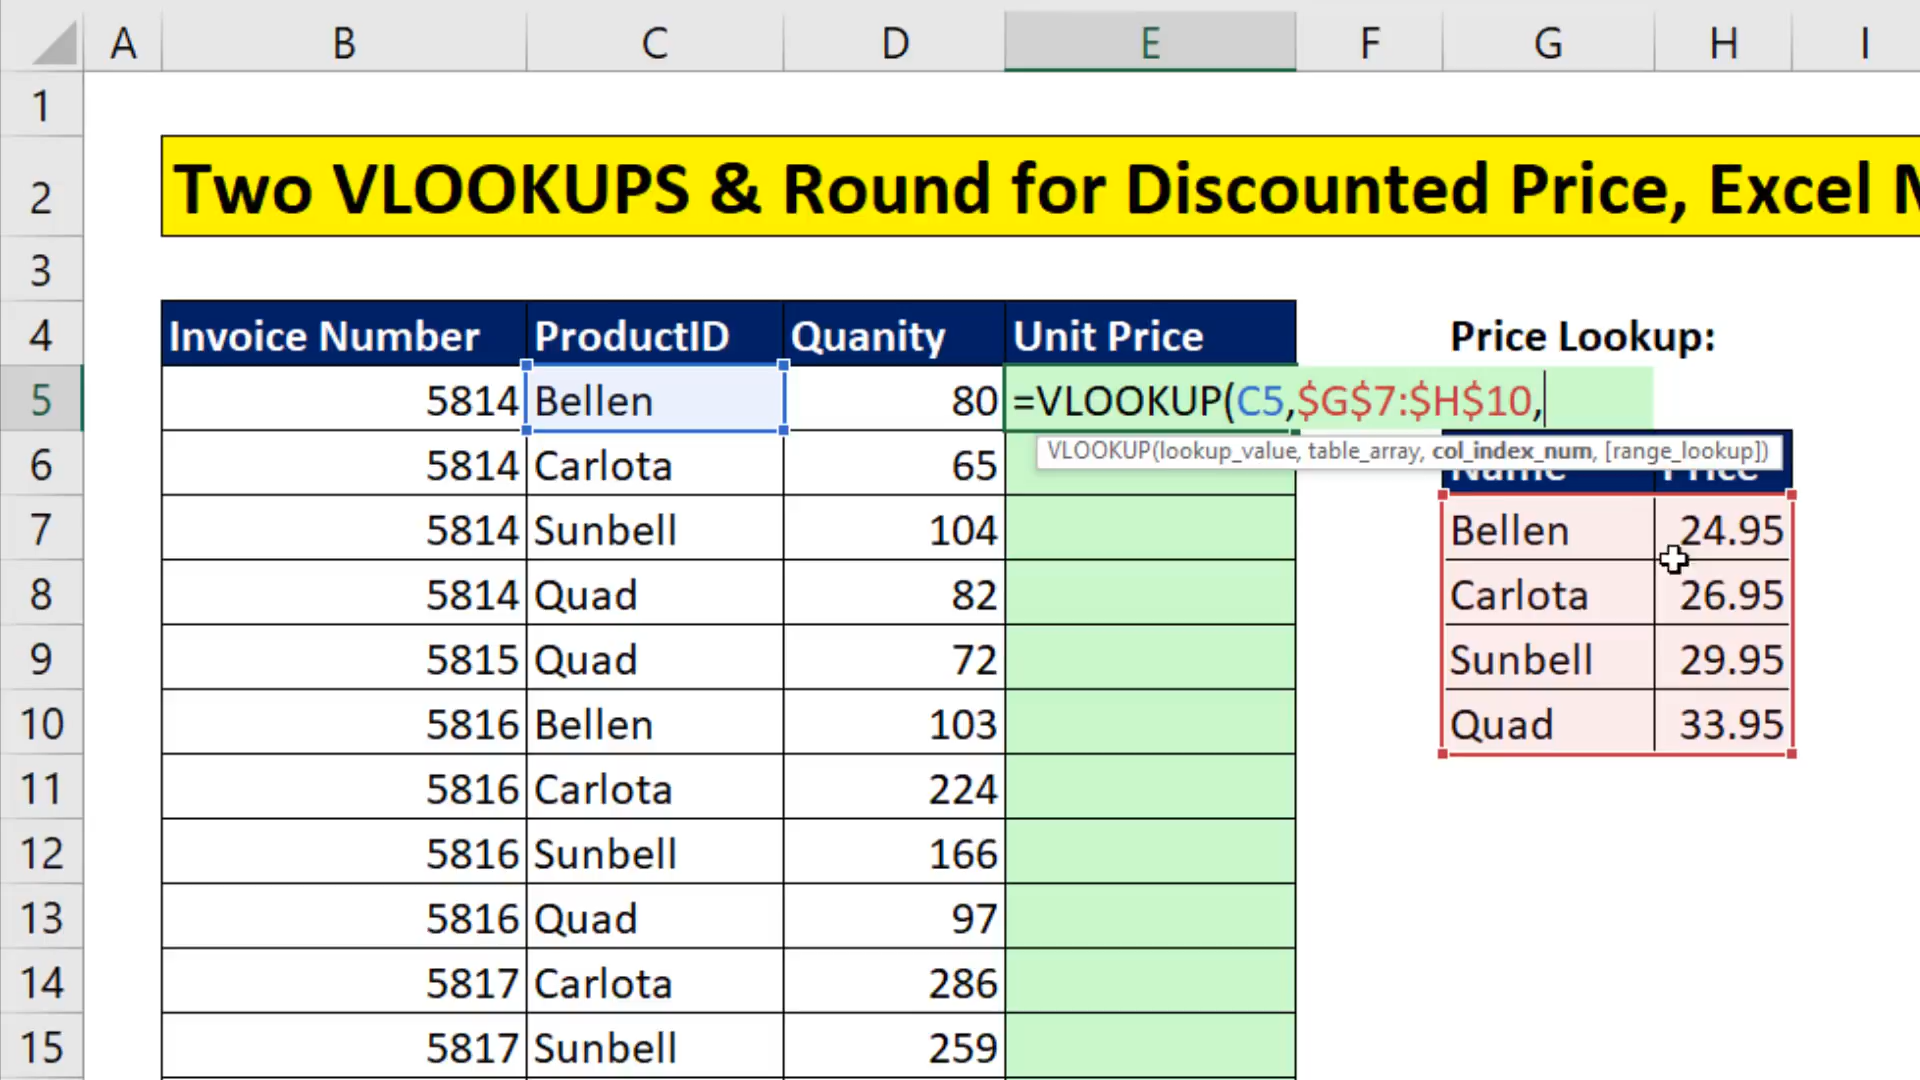 A B C D E F G H I
1
2 Two VLOOKUPS & Round for Discounted Price, Excel
3
4 Invoice Number ProductID Quanity Unit Price Price Lookup:
5 5814 Bellen 80 =VLOOKUP(C5,$G$7:$H$10,
VLOOKUP(lookup_value, table_array, col_index_num, [range_lookup])
6 5814 Carlota 65 Name Price
7 5814 Sunbell 104 Bellen 24.95
8 5814 Quad 82 Carlota 26.95
9 5815 Quad 72 Sunbell 29.95
10 5816 Bellen 103 Quad 33.95
11 5816 Carlota 224
12 5816 Sunbell 166
13 5816 Quad 97
14 5817 Carlota 286
15 5817 Sunbell 259